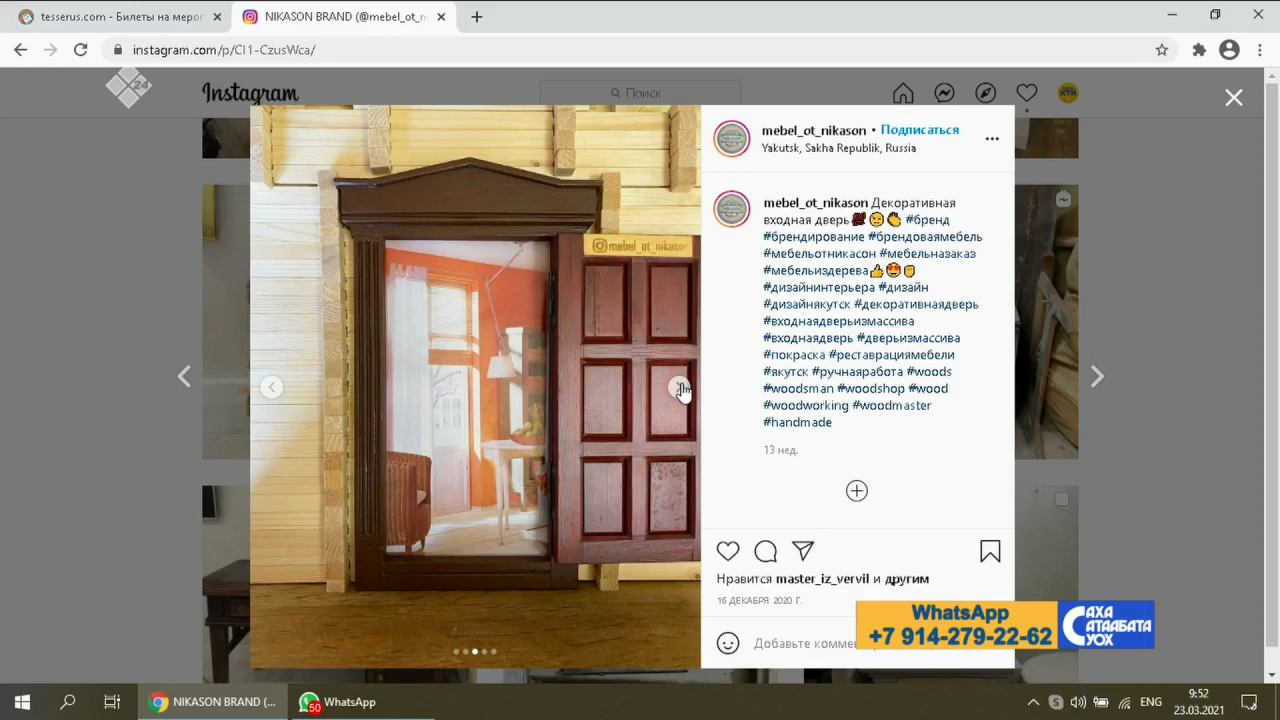 tesserus.com - Билеты на мероп
NIKASON BRAND (@mebel_ot_n
instagram.com/p/CI1-CzusWca/
24
Instagram
Поиск
mebel_ot_nikason • Подписаться
Yakutsk, Sakha Republik, Russia
@mebel_ot_nikason
mebel_ot_nikason Декоративная
входная дверь #бренд
#брендирование #брендоваямебель
#мебельотникасон #мебельназаказ
#мебельиздерева
#дизайнинтерьера #дизайн
#дизайнякутск #декоративнаядверь
#входнаядверьизмассива
#входнаядверь #дверьизмассива
#покраска #реставрациямебели
#якутск #ручнаяработа #woods
#woodsman #woodshop #wood
#woodworking #woodmaster
#handmade
13 нед.
Нравится master_iz_vervil и другим
16 ДЕКАБРЯ 2020 Г.
Добавьте комме
WhatsApp
+7 914-279-22-62
САХА
САТААБАТА
СУОХ
NIKASON BRAND (...
50
WhatsApp
ENG
9:52
23.03.2021